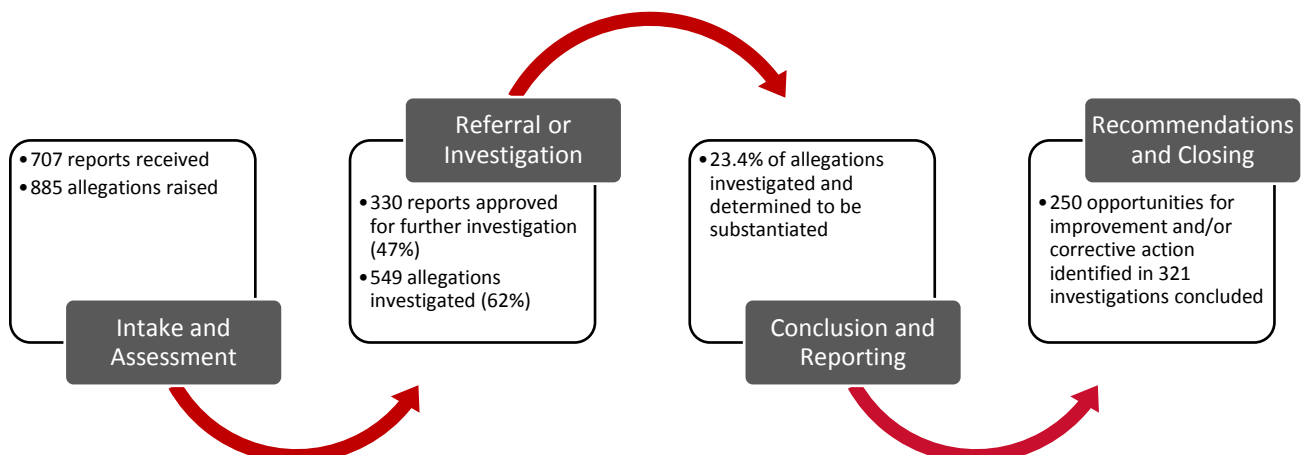 •707 reports received
•885 allegations raised
Intake and
Assessment
Referral or
Investigation
•330 reports approved
for further investigation
(47%)
•549 allegations
investigated (62%)
•23.4% of allegations
investigated and
determined to be
substantiated
Conclusion and
Reporting
Recommendations
and Closing
•250 opportunities for
improvement and/or
corrective action
identified in 321
investigations concluded